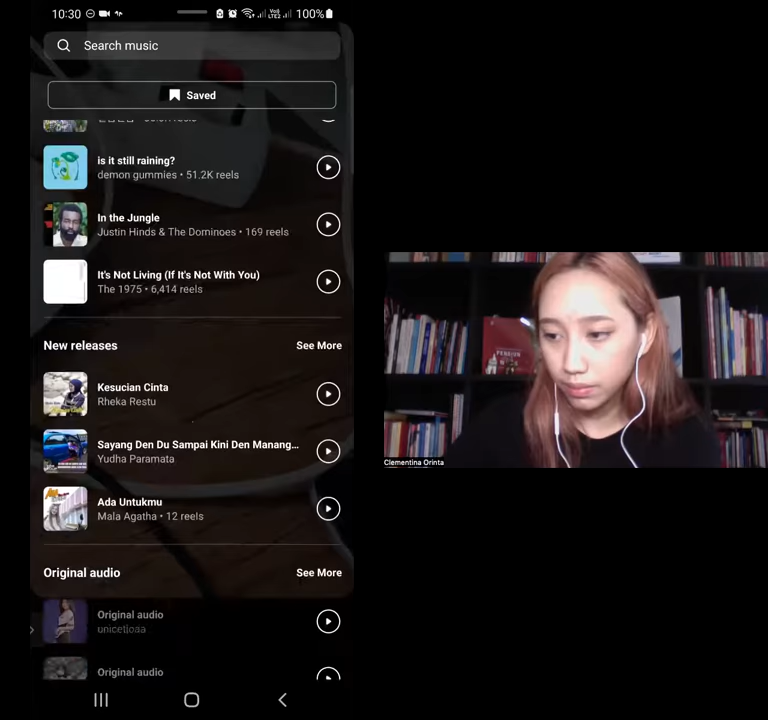 10:30
Vo5
LTE2
100%
Search music
Saved
is it still raining?
demon gummies • 51.2K reels
In the Jungle
Justin Hinds & The Dominoes • 169 reels
It's Not Living (If It's Not With You)
The 1975 • 6,414 reels
New releases
See More
Kesucian Cinta
Rheka Restu
Sayang Den Du Sampai Kini Den Manang...
Yudha Paramata
Ada Untukmu
Mala Agatha • 12 reels
Original audio
See More
Original audio
unicetjoaa
Original audio
Clementina Orinta